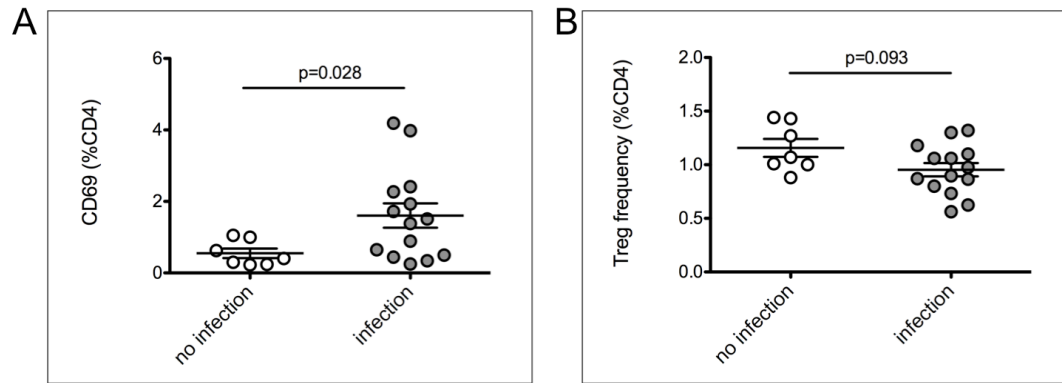 A
CD69 (%CD4)
6
4
2
0
p=0.028
no infection
infection
B
Treg frequency (%CD4)
2.0
1.5
1.0
0.5
0.0
p=0.093
no infection
infection